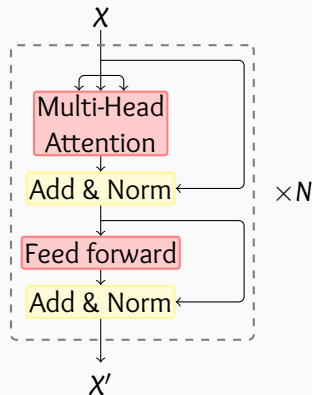 X
Multi-Head
Attention
Add & Norm
×N
Feed forward
Add & Norm
X′